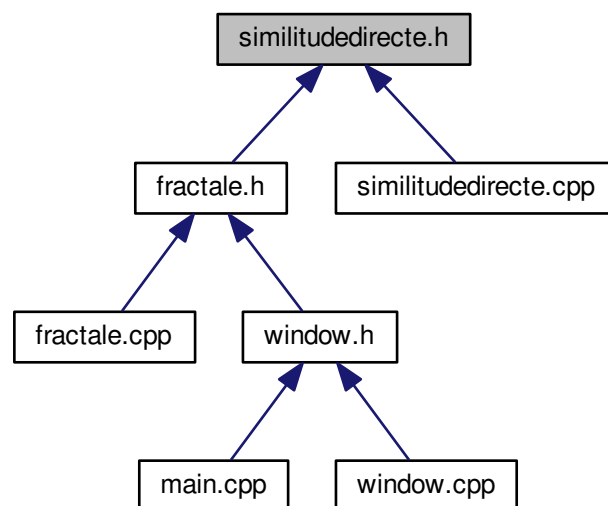 similitudedirecte.h
fractale.h
similitudedirecte.cpp
fractale.cpp
window.h
main.cpp
window.cpp